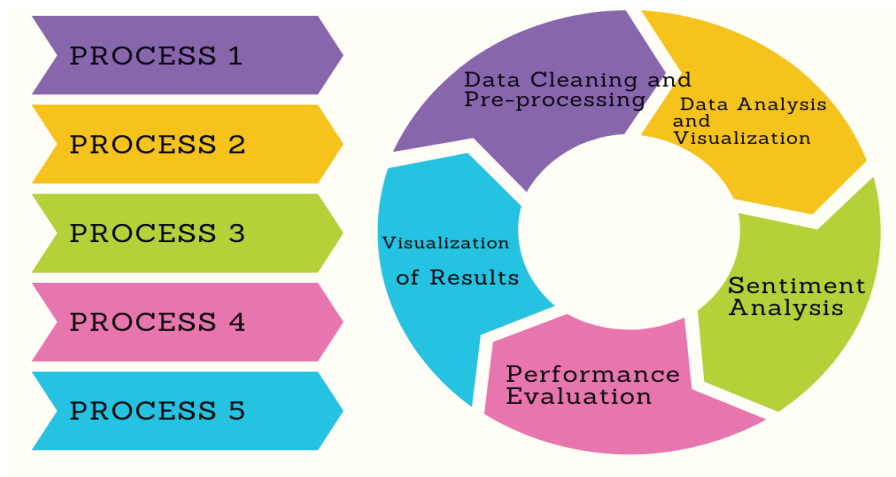 PROCESS 1
PROCESS 2
PROCESS 3
PROCESS 4
PROCESS 5
Data Cleaning and
Pre-processing
Data Analysis
and
Visualization
Sentiment
Analysis
Performance
Evaluation
Visualization
of Results